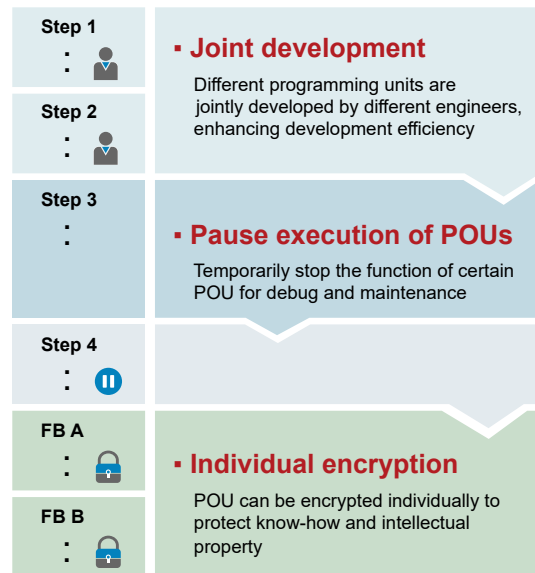 Step 1
:
▪ Joint development
Different programming units are
jointly developed by different engineers,
enhancing development efficiency
Step 2
:
Step 3
:
▪ Pause execution of POUs
Temporarily stop the function of certain
POU for debug and maintenance
Step 4
:
FB A
:
▪ Individual encryption
POU can be encrypted individually to
protect know-how and intellectual
property
FB B
: